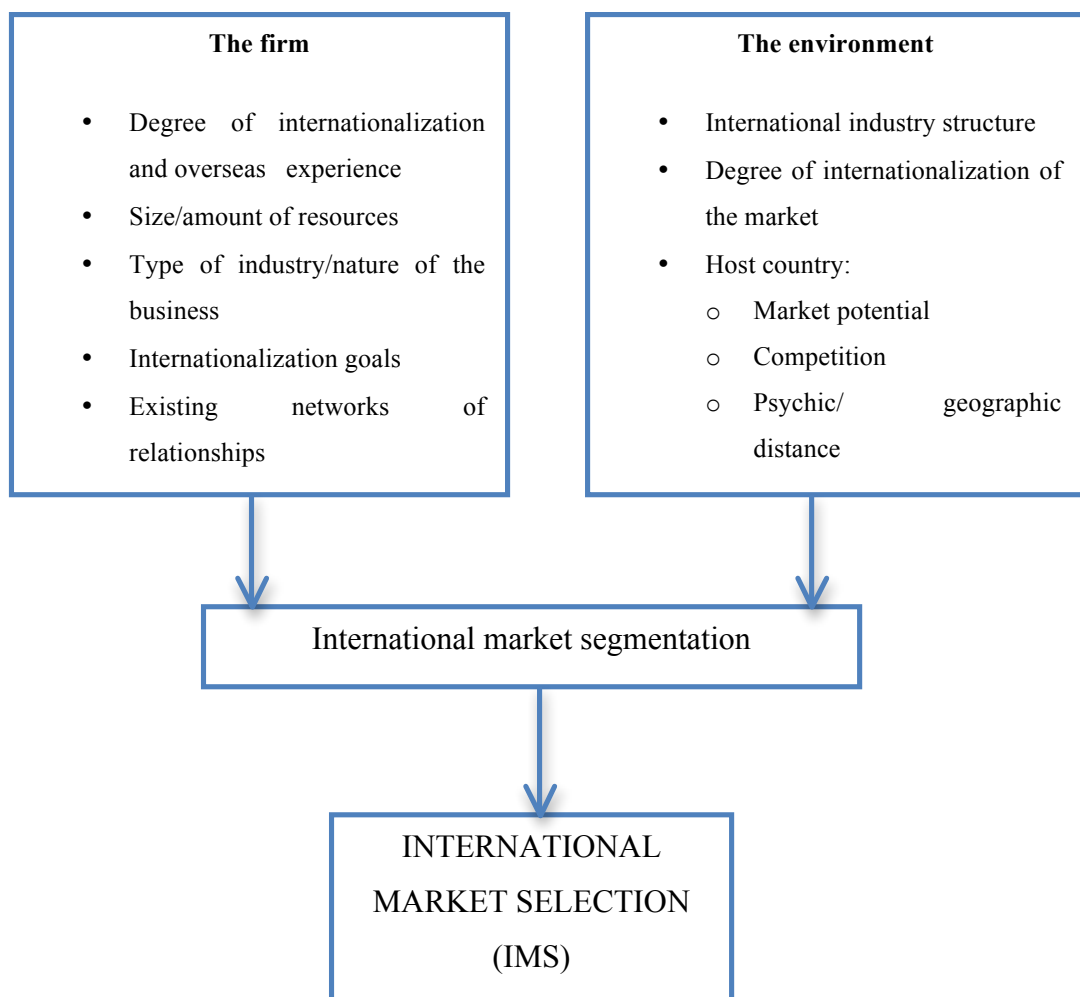 The firm
• Degree of internationalization
and overseas experience
• Size/amount of resources
• Type of industry/nature of the
business
• Internationalization goals
• Existing networks of
relationships
The environment
• International industry structure
• Degree of internationalization of
the market
• Host country:
o Market potential
o Competition
o Psychic/ geographic
distance
International market segmentation
INTERNATIONAL
MARKET SELECTION
(IMS)